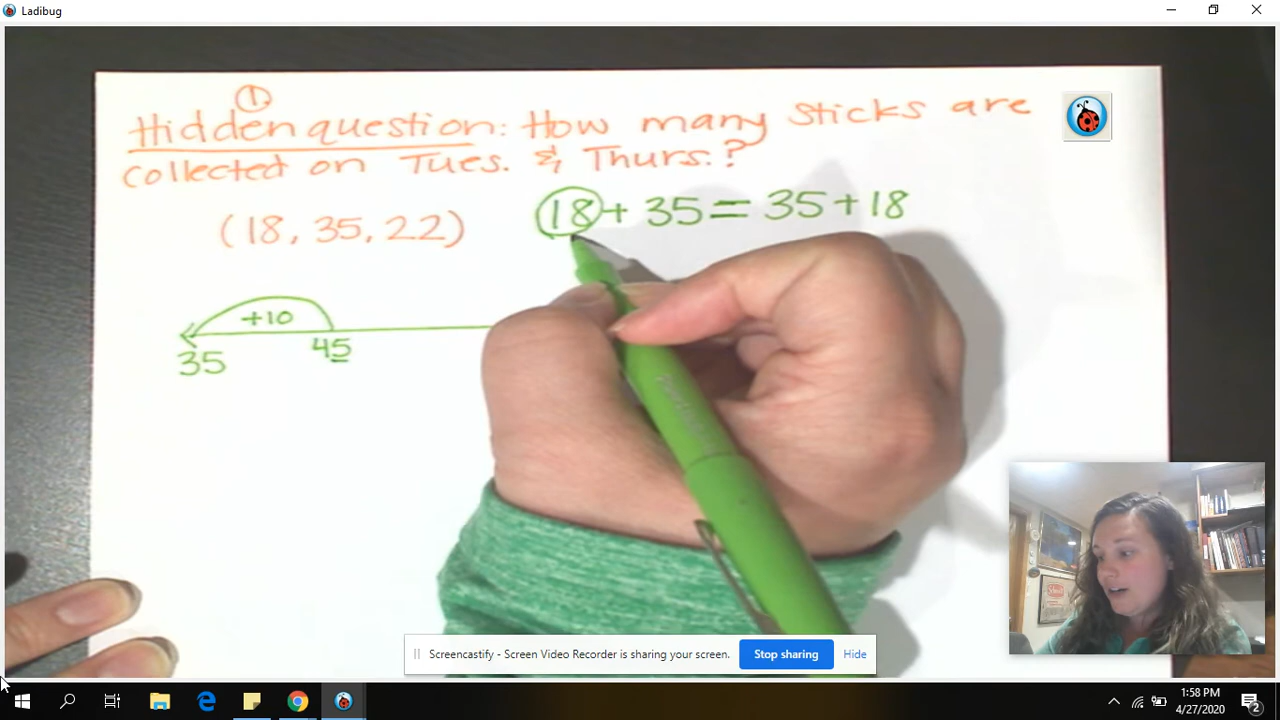 Ladibug
①
Hidden question: How many sticks are
collected on Tues. & Thurs.?
18 + 35 = 35 + 18
(18, 35, 22)
+10
35 45
Screencastify - Screen Video Recorder is sharing your screen.
Stop sharing
Hide
1:58 PM
4/27/2020
2